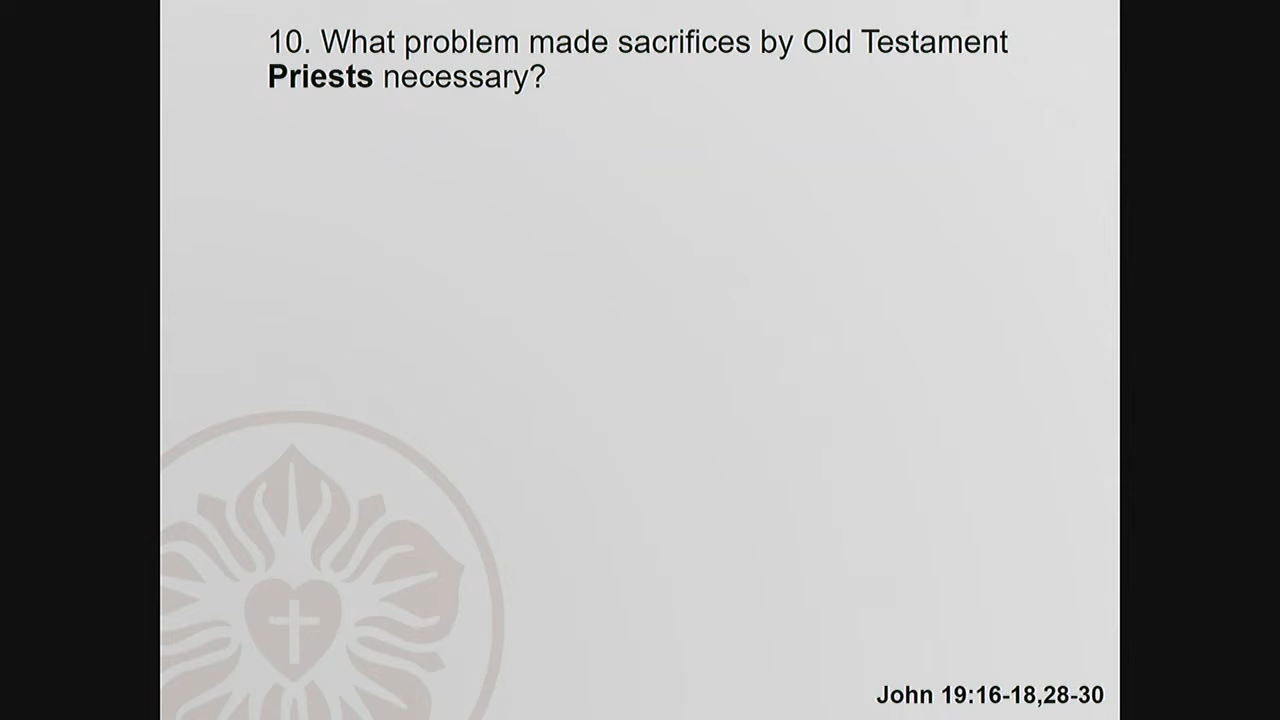 10. What problem made sacrifices by Old Testament
Priests necessary?
John 19:16-18,28-30